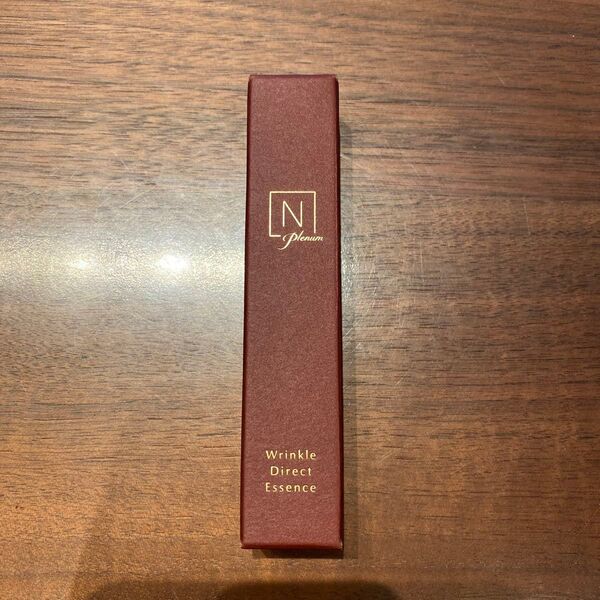 N
Plenum
Wrinkle
Direct
Essence